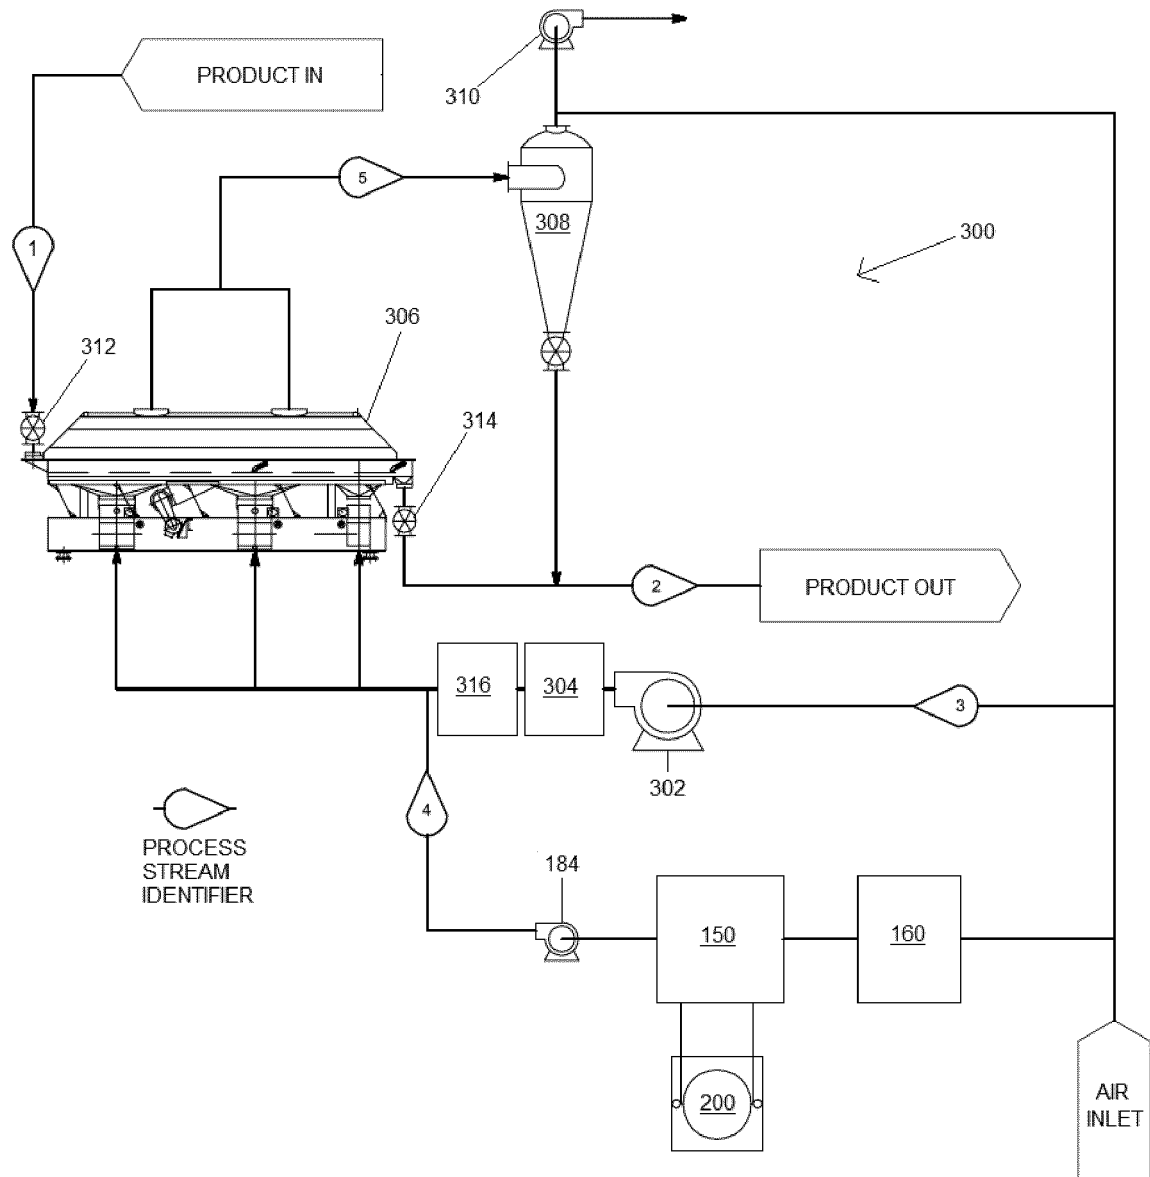 310
PRODUCT IN
5
308
300
1
306
312
314
2
PRODUCT OUT
316
304
3
302
4
PROCESS
STREAM
IDENTIFIER
184
150
160
200
AIR
INLET